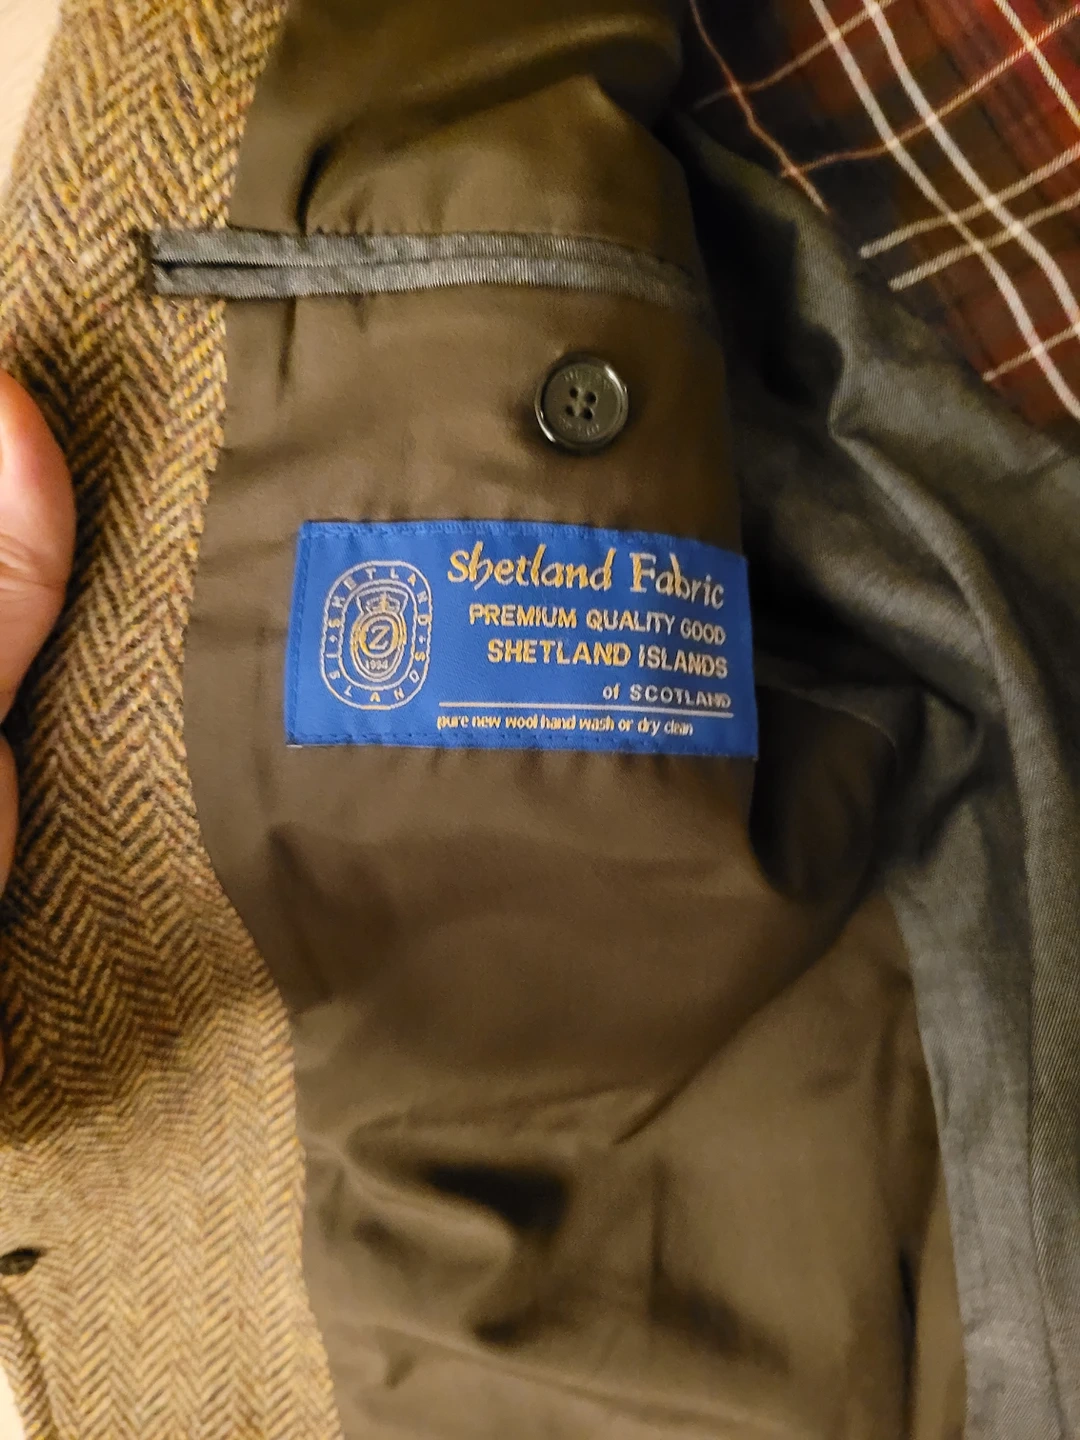 Shetland Fabric
PREMIUM QUALITY GOOD
SHETLAND ISLANDS
of SCOTLAND
pure new wool hand wash or dry clean
SHETLAND • ISLANDS •
Z
1994